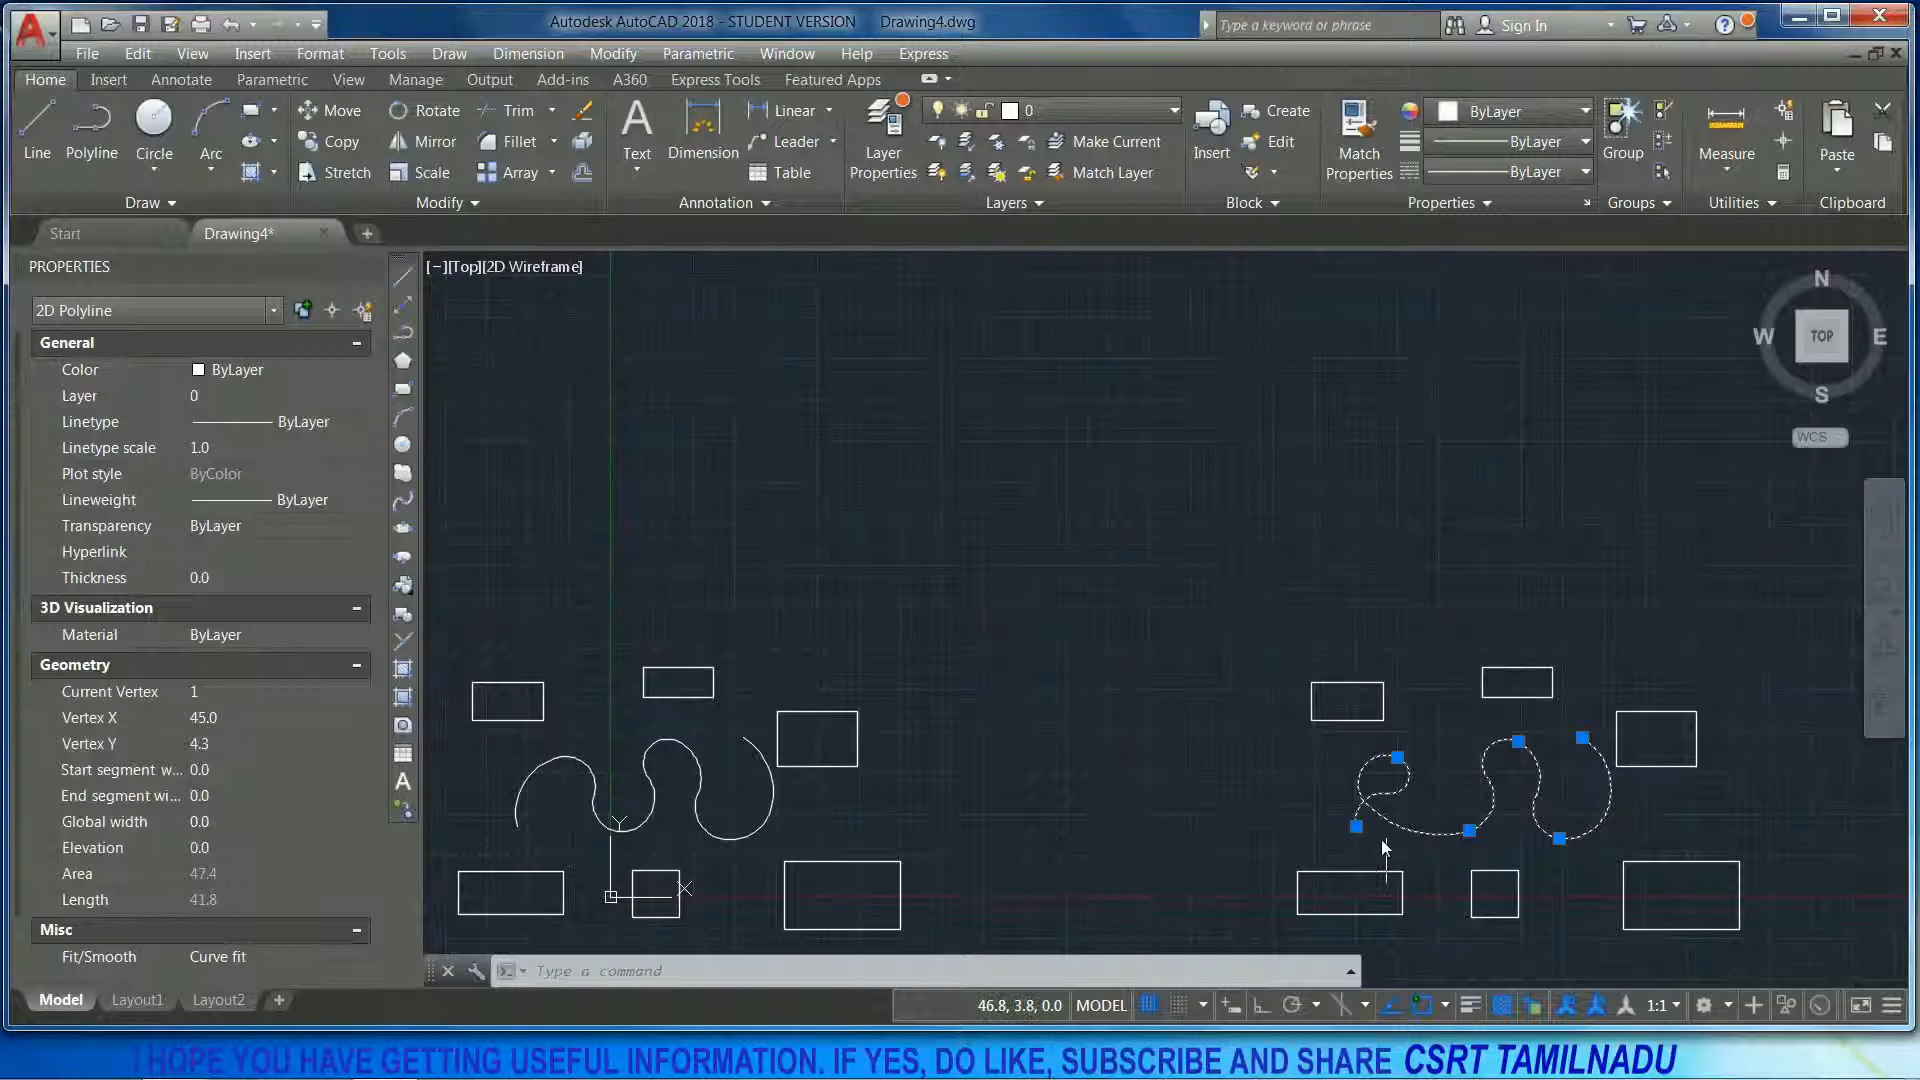 Autodesk AutoCAD 2018 - STUDENT VERSION Drawing4.dwg Type a keyword or phrase Sign In
File Edit View Insert Format Tools Draw Dimension Modify Parametric Window Help Express
Home Insert Annotate Parametric View Manage Output Add-ins A360 Express Tools Featured Apps
Line Polyline Circle Arc
Draw
Move Rotate Trim
Copy Mirror Fillet
Stretch Scale Array
Modify
Text Dimension
Linear
Leader
Table
Annotation
Layer Properties
0
Make Current
Match Layer
Layers
Insert
Create
Edit
Block
Match Properties
ByLayer
ByLayer
ByLayer
Properties
Group
Groups
Measure
Utilities
Paste
Clipboard
Start Drawing4*
PROPERTIES
2D Polyline
General
Color ByLayer
Layer 0
Linetype ByLayer
Linetype scale 1.0
Plot style ByColor
Lineweight ByLayer
Transparency ByLayer
Hyperlink
Thickness 0.0
3D Visualization
Material ByLayer
Geometry
Current Vertex 1
Vertex X 45.0
Vertex Y 4.3
Start segment w... 0.0
End segment wi... 0.0
Global width 0.0
Elevation 0.0
Area 47.4
Length 41.8
Misc
Fit/Smooth Curve fit
[−][Top][2D Wireframe]
N
W TOP E
S
WCS
Y
X
Type a command
Model Layout1 Layout2
46.8, 3.8, 0.0 MODEL 1:1
I HOPE YOU HAVE GETTING USEFUL INFORMATION. IF YES, DO LIKE, SUBSCRIBE AND SHARE CSRT TAMILNADU